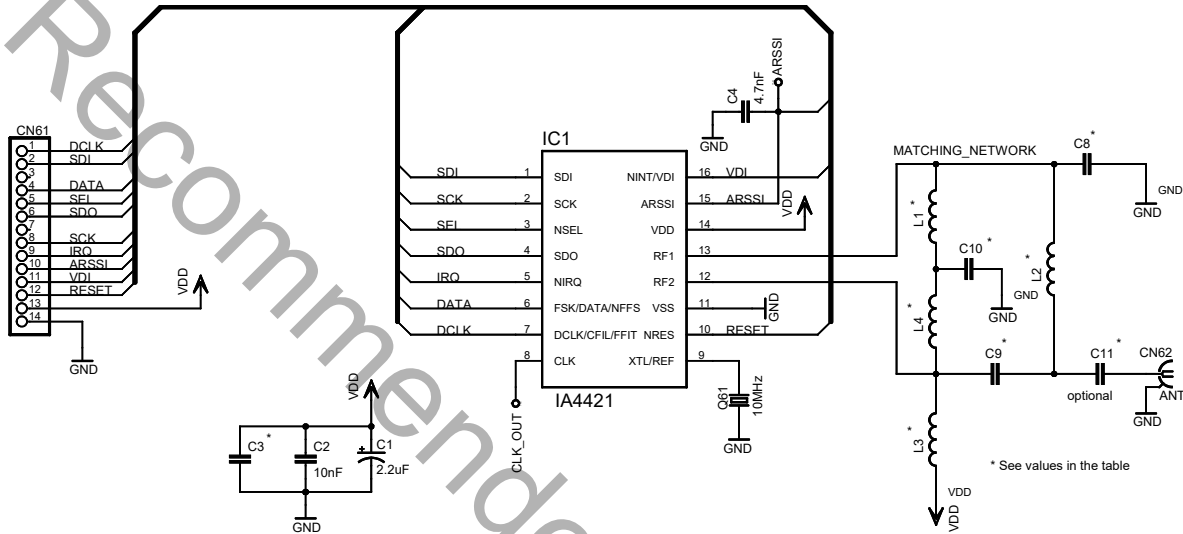 Recommende
CN61
1 DCLK
2 SDI
3
4 DATA
5 SEL
6 SDO
7
8 SCK
9 IRQ
10 ARSSI
11 VDI
12 RESET
13
14
VDD
GND
IC1
SDI 1 SDI
SCK 2 SCK
SEL 3 NSEL
SDO 4 SDO
IRQ 5 NIRQ
DATA 6 FSK/DATA/NFFS
DCLK 7 DCLK/CFIL/FFIT
8 CLK
NINT/VDI 16 VDI
ARSSI 15 ARSSI
VDD 14
VDD
RF1 13
RF2 12
VSS 11
GND
NRES 10 RESET
XTL/REF 9
IA4421
CLK_OUT
Q61
10MHz
GND
C4
4.7nF
GND
ARSSI
VDD
C3 *
C2
10nF
C1
+
2.2uF
GND
MATCHING_NETWORK
C8 *
GND
GND
L1 *
C10 *
GND
GND
L2 *
L4 *
C9 *
C11 *
optional
CN62
ANT
GND
L3 *
VDD
VDD
* See values in the table